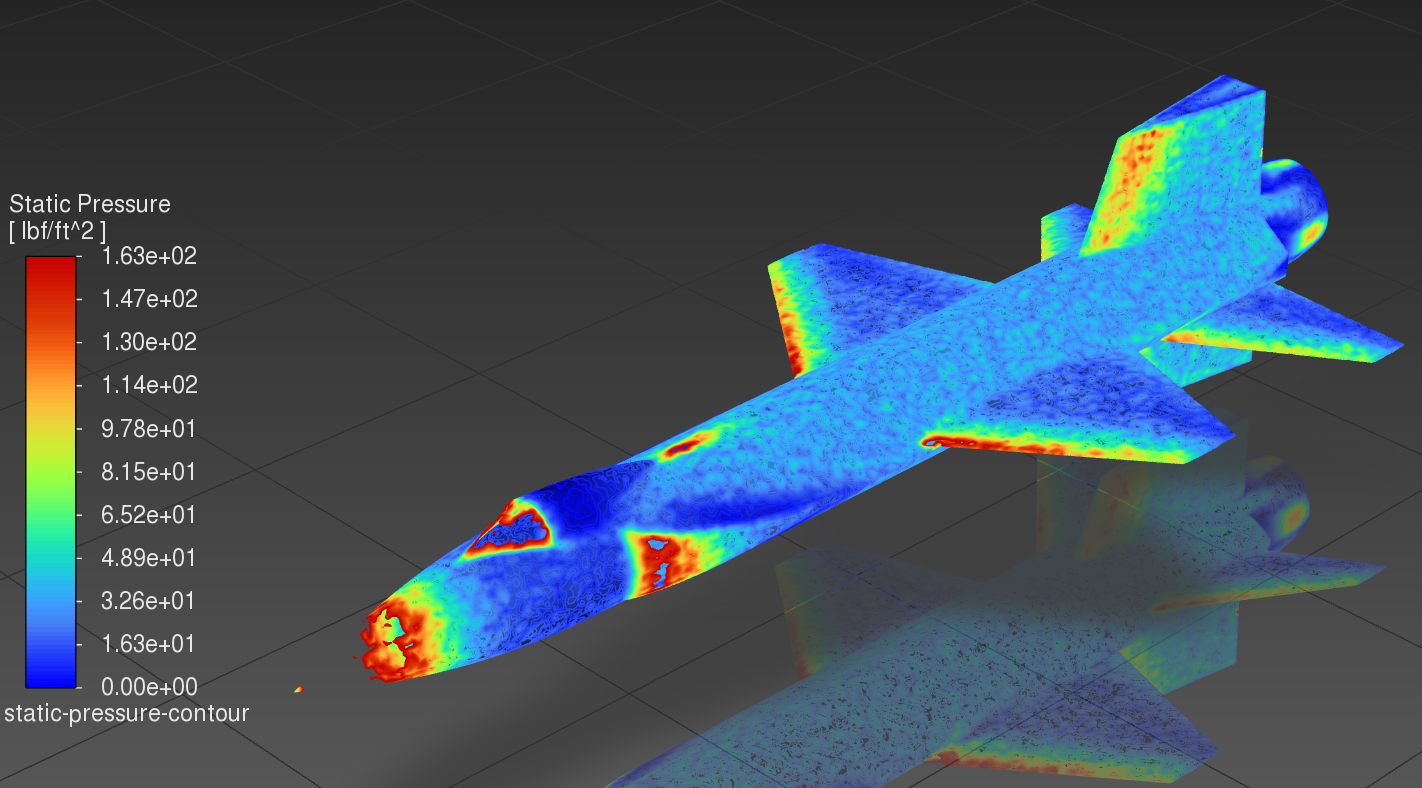 Static Pressure
[ lbf/ft^2 ]
1.63e+02
1.47e+02
1.30e+02
1.14e+02
9.78e+01
8.15e+01
6.52e+01
4.89e+01
3.26e+01
1.63e+01
0.00e+00
static-pressure-contour